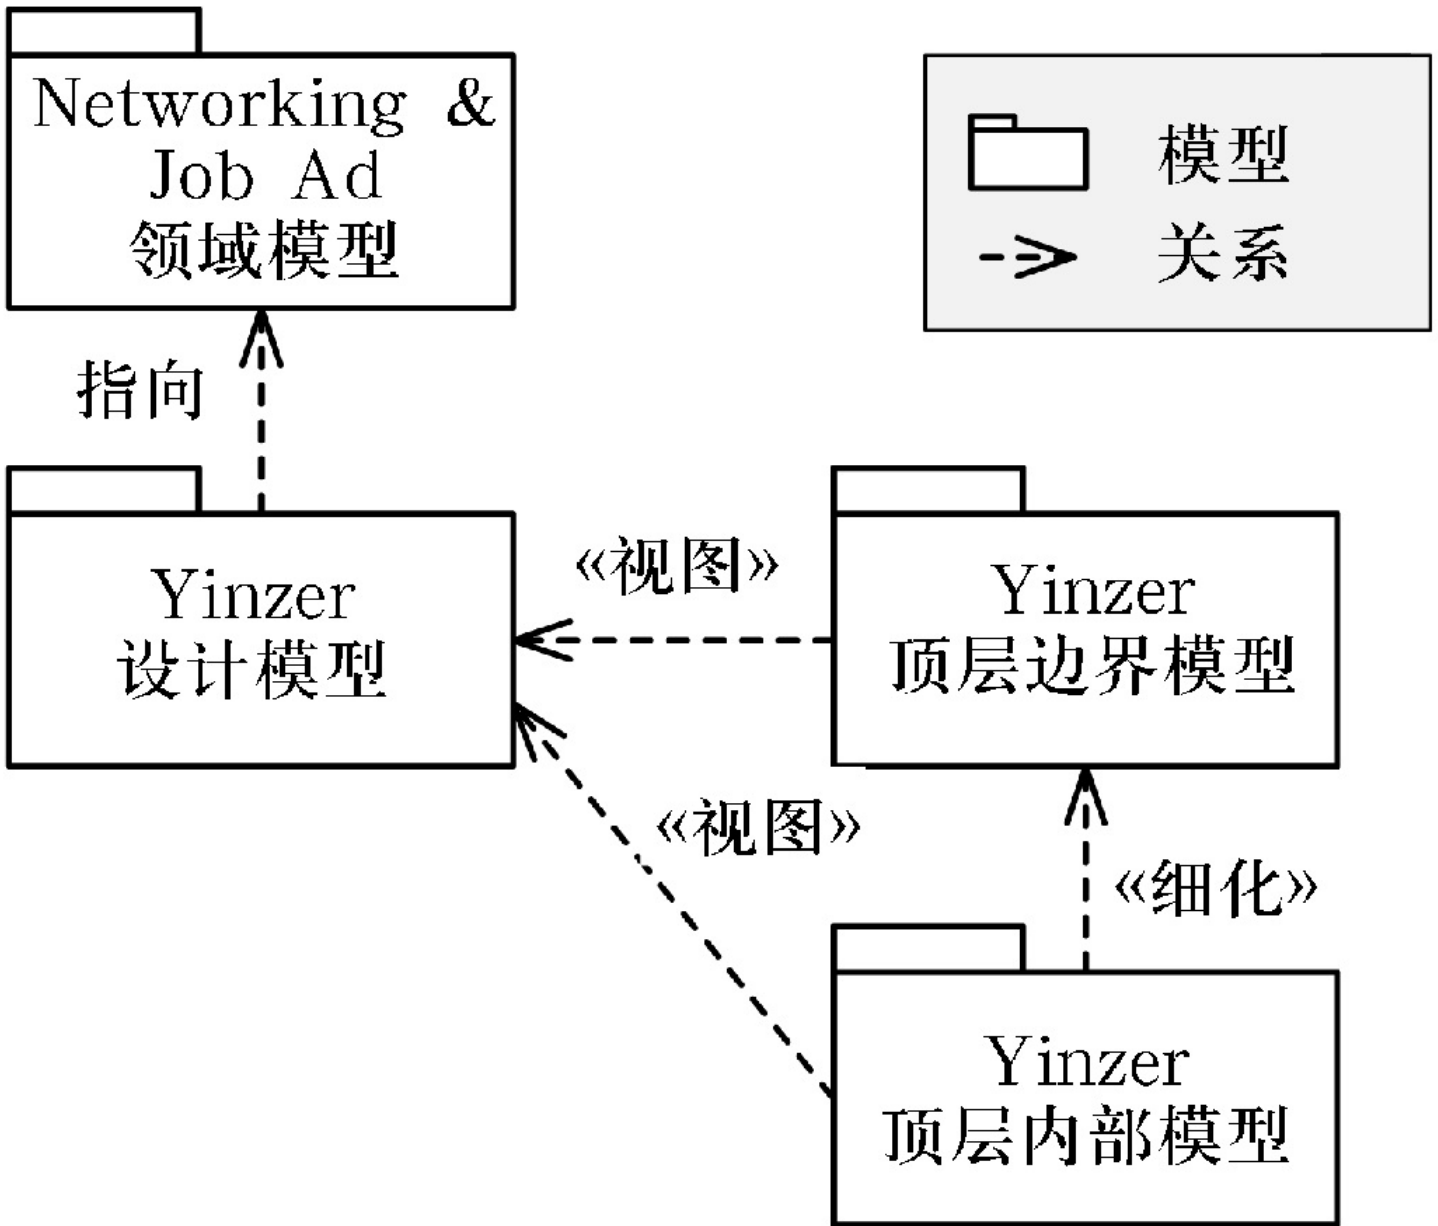 Networking &
Job Ad
领域模型
模型
关系
指向
Yinzer
设计模型
«视图»
Yinzer
顶层边界模型
«视图»
«细化»
Yinzer
顶层内部模型